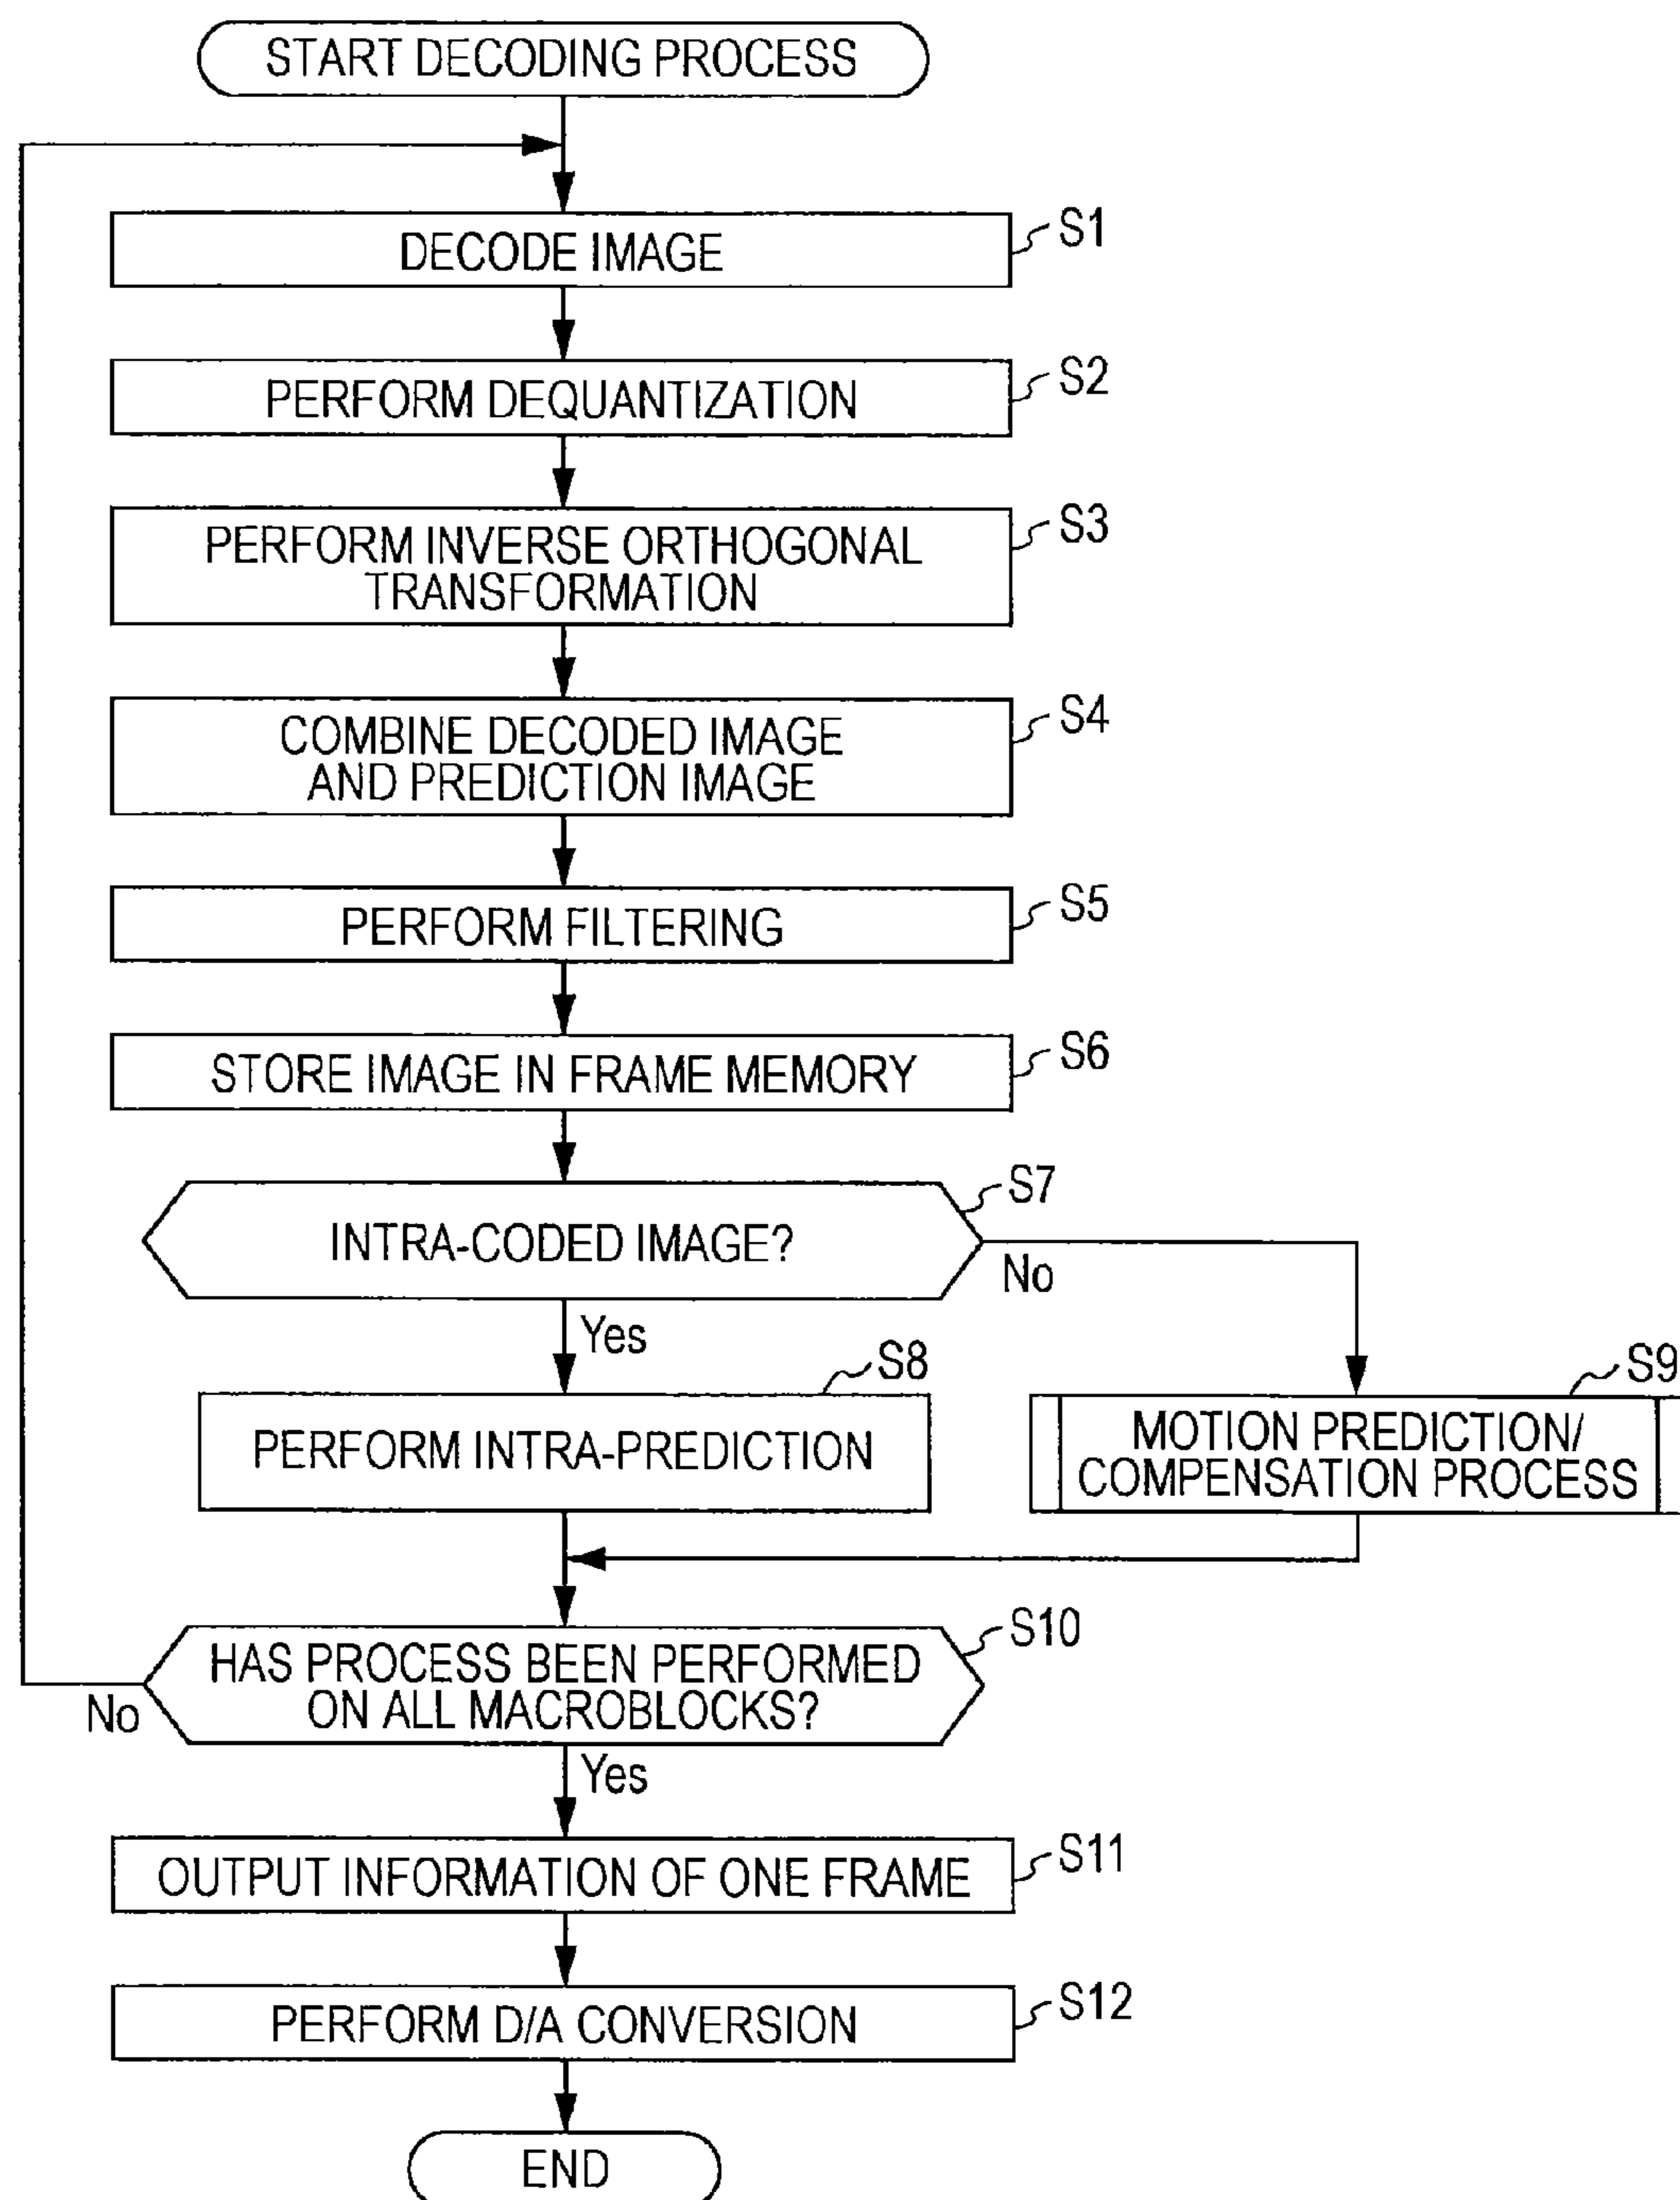 START DECODING PROCESS
S1
DECODE IMAGE
S2
PERFORM DEQUANTIZATION
S3
PERFORM INVERSE ORTHOGONAL
TRANSFORMATION
S4
COMBINE DECODED IMAGE
AND PREDICTION IMAGE
S5
PERFORM FILTERING
S6
STORE IMAGE IN FRAME MEMORY
S7
INTRA-CODED IMAGE?
No
Yes
S8
PERFORM INTRA-PREDICTION
S9
MOTION PREDICTION/
COMPENSATION PROCESS
S10
HAS PROCESS BEEN PERFORMED
ON ALL MACROBLOCKS?
No
Yes
S11
OUTPUT INFORMATION OF ONE FRAME
S12
PERFORM D/A CONVERSION
END